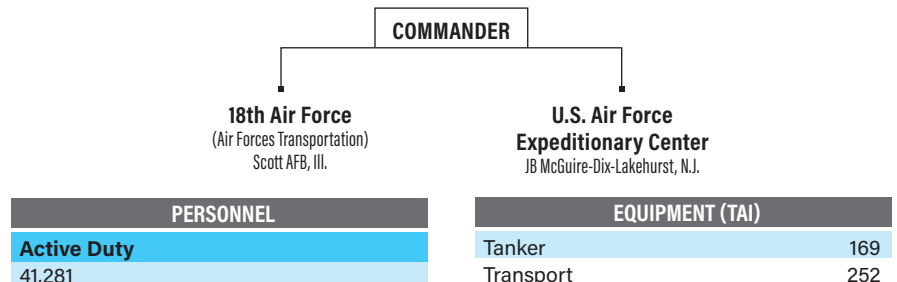 COMMANDER
18th Air Force
(Air Forces Transportation)
Scott AFB, Ill.
U.S. Air Force
Expeditionary Center
JB McGuire-Dix-Lakehurst, N.J.
PERSONNEL
Active Duty
41,281
EQUIPMENT (TAI)
Tanker 169
Transport 252